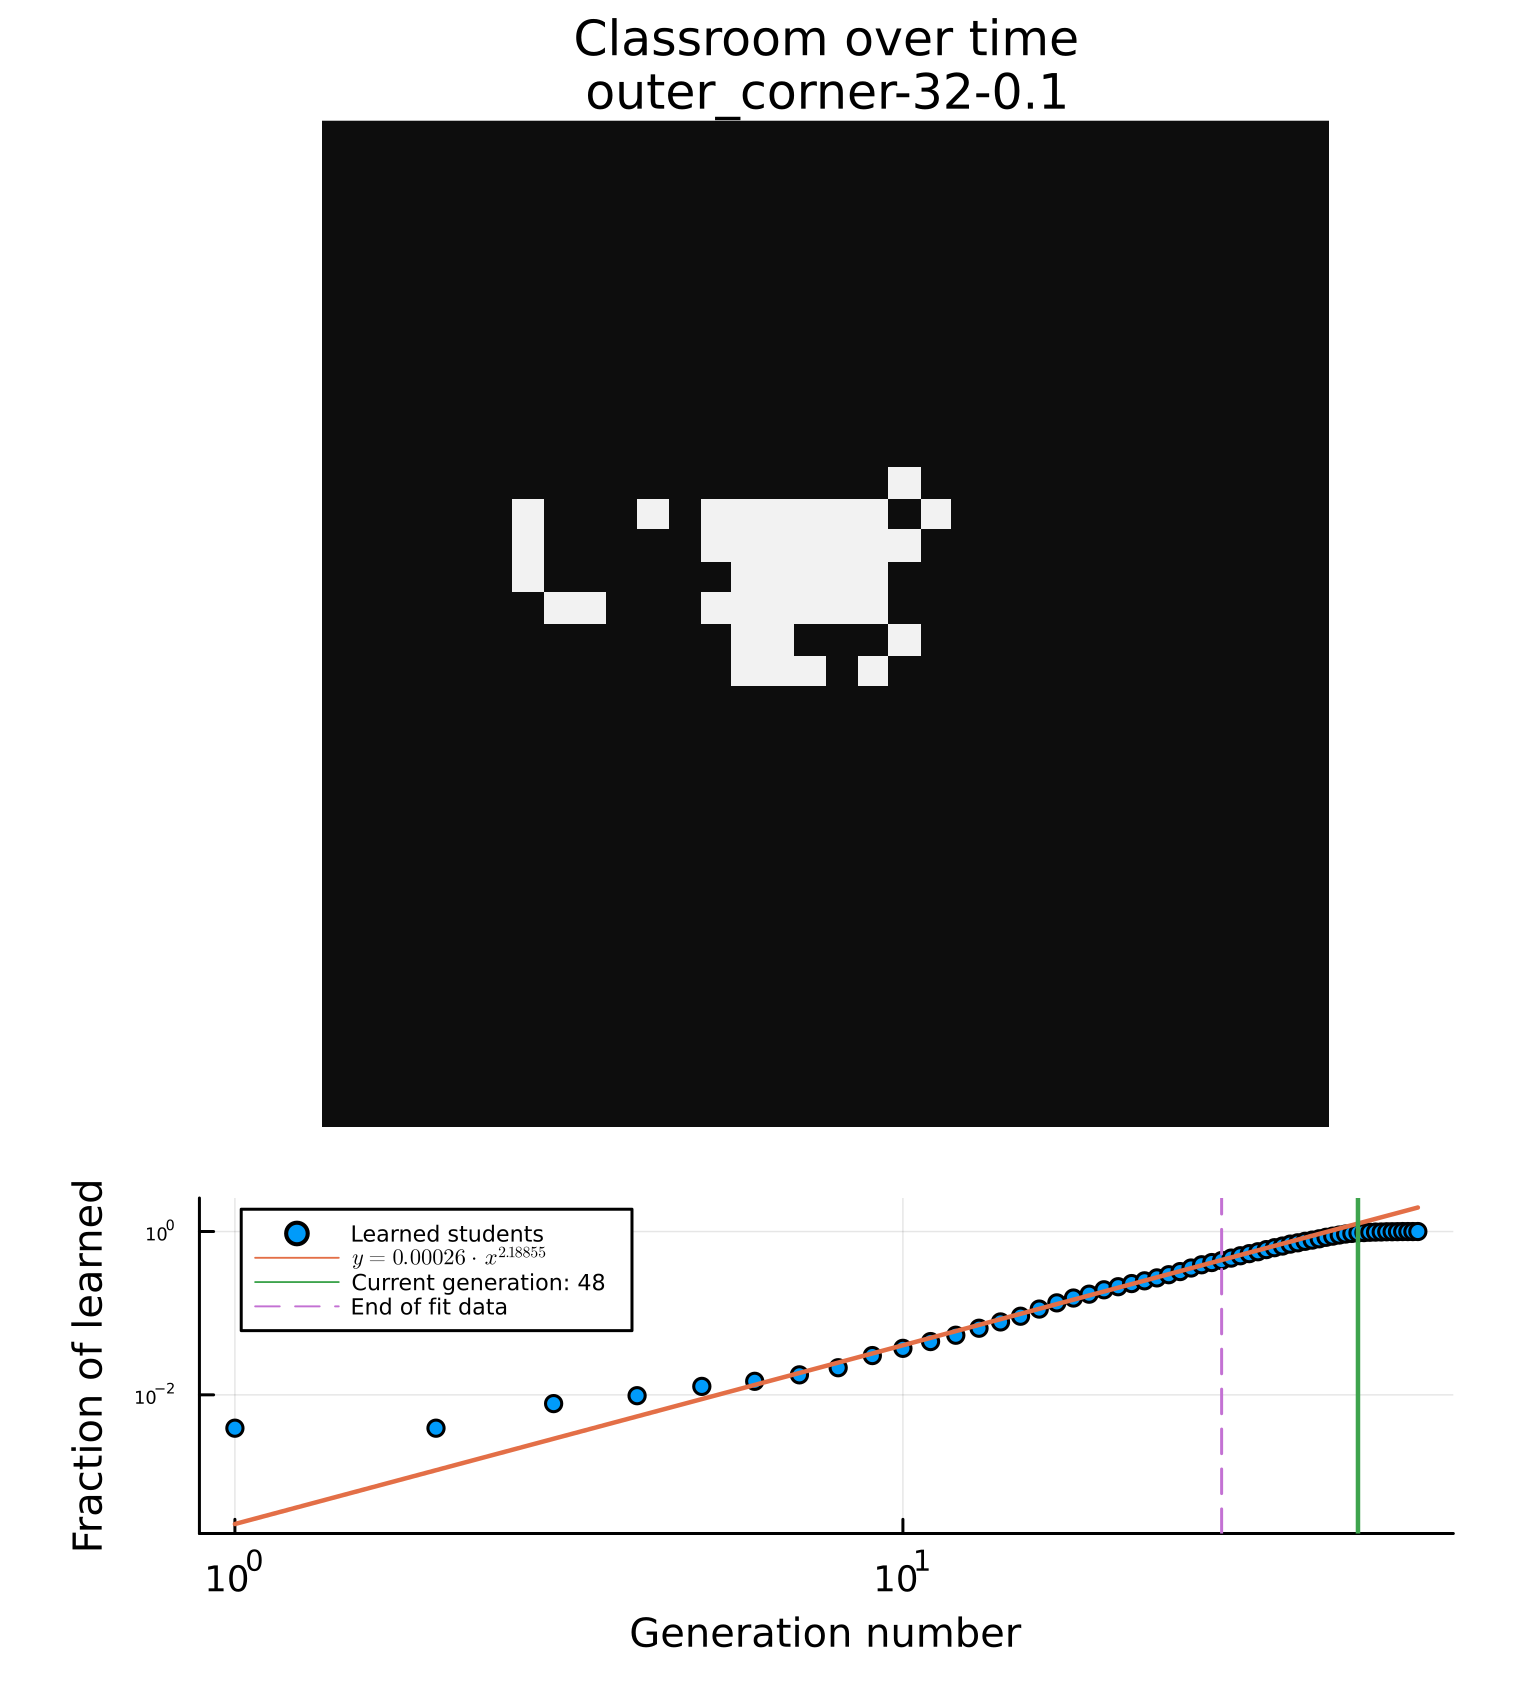 Classroom over time
outer_corner-32-0.1
Fraction of learned
10^0
10^−2
Learned students
y = 0.00026 · x^2.18855
Current generation: 48
End of fit data
10^0
10^1
Generation number